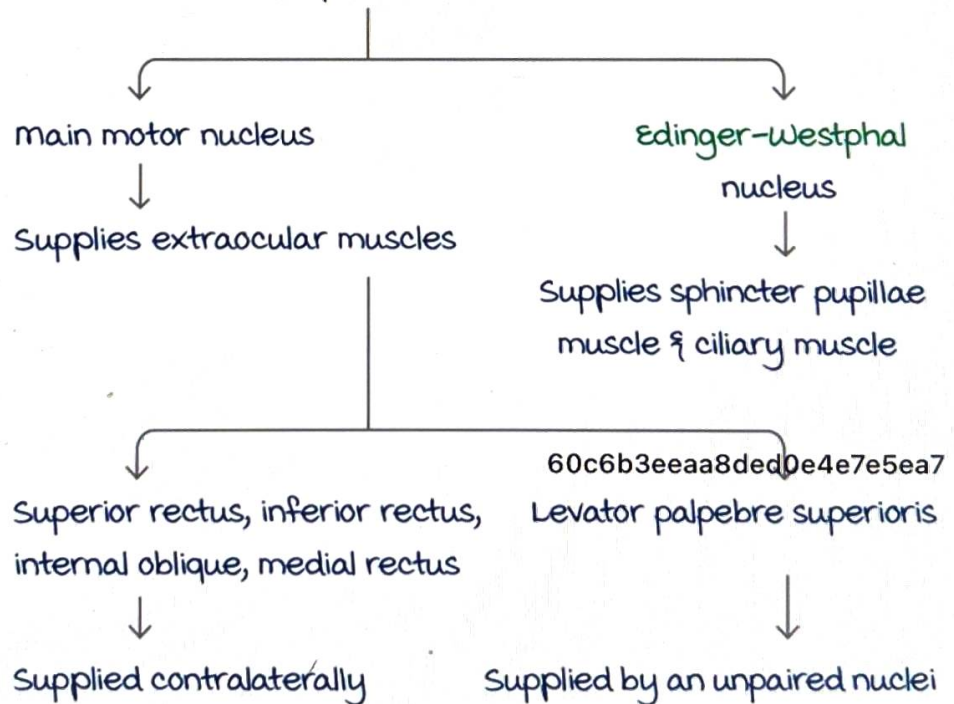 main motor nucleus
Edinger-Westphal
nucleus
Supplies extraocular muscles
Supplies sphincter pupillae
muscle & ciliary muscle
60c6b3eeaa8ded0e4e7e5ea7
Superior rectus, inferior rectus,
internal oblique, medial rectus
Levator palpebre superioris
Supplied contralaterally
Supplied by an unpaired nuclei